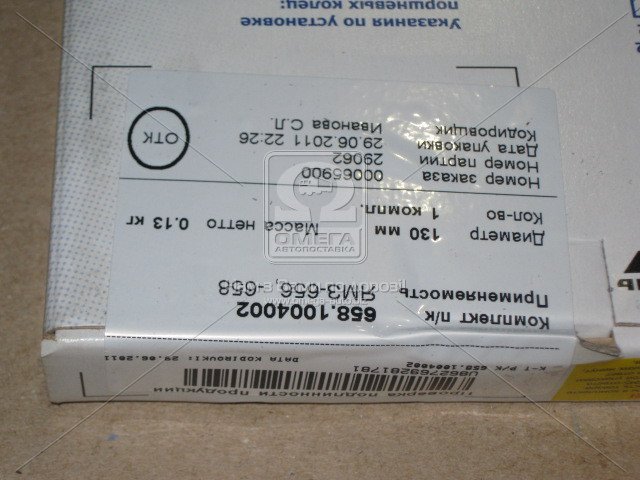 Указания по установке
поршневых колец:
Комплект п/к 658.1004002
Применяемость ЯМЗ-656, -658
Диаметр 130 мм Масса нетто 0.13 кг
Кол-во 1 компл.
Номер заказа 00065900
Номер партии 29062
Дата упаковки 29.06.2011 22:26
Кодировщик Иванова С.Л.
ОТК
К-Т Р/К 658.1004002 DATA KODIROVKI: 29.06.2011
Проверка подлинности продукции
ОМЕГА
АВТОПОСТАВКА